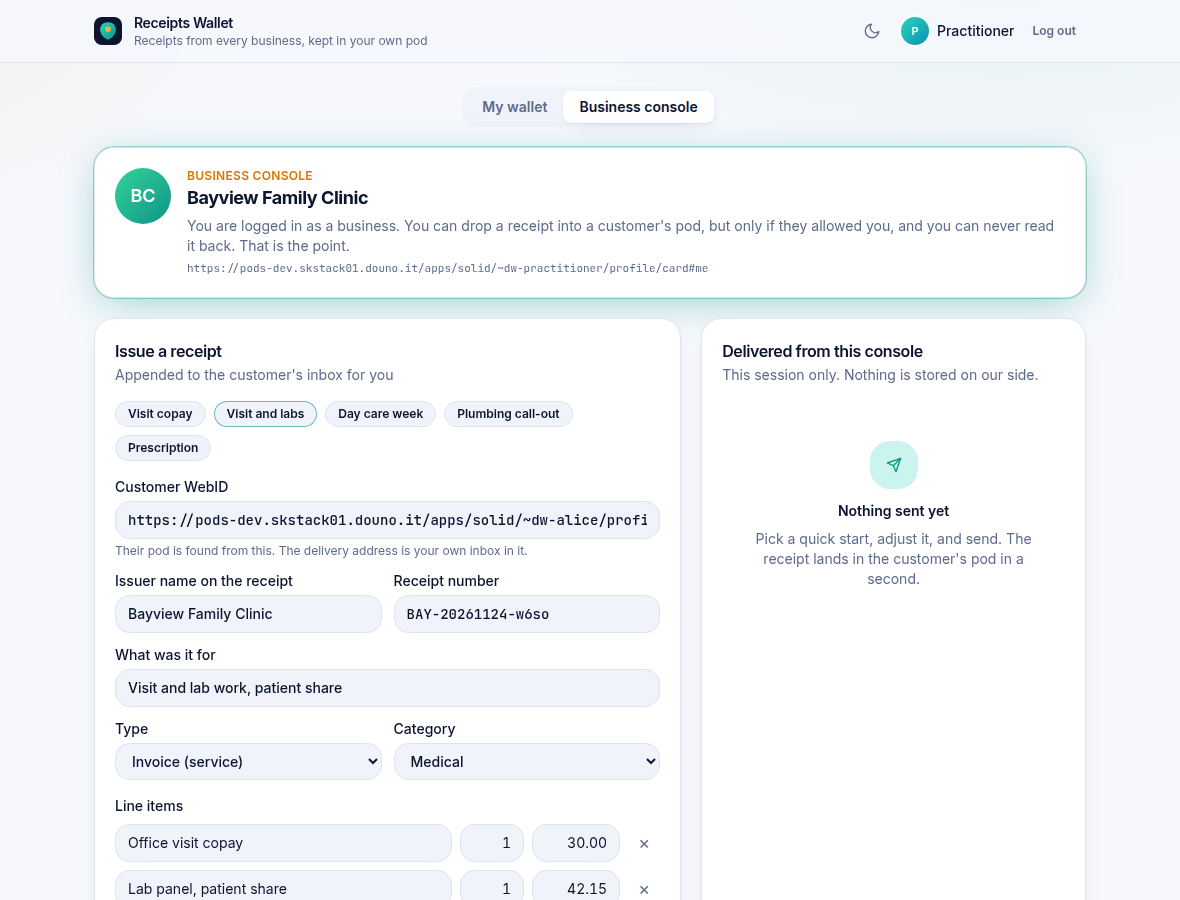 Receipts Wallet
Receipts from every business, kept in your own pod
P
Practitioner
Log out
My wallet
Business console
BC
BUSINESS CONSOLE
Bayview Family Clinic
You are logged in as a business. You can drop a receipt into a customer's pod, but only if they allowed you, and you can never read
it back. That is the point.
https://pods-dev.skstack01.douno.it/apps/solid/~dw-practitioner/profile/card#me
Issue a receipt
Appended to the customer's inbox for you
Visit copay
Visit and labs
Day care week
Plumbing call-out
Prescription
Customer WebID
https://pods-dev.skstack01.douno.it/apps/solid/~dw-alice/profi
Their pod is found from this. The delivery address is your own inbox in it.
Issuer name on the receipt
Receipt number
Bayview Family Clinic
BAY-20261124-w6so
What was it for
Visit and lab work, patient share
Type
Category
Invoice (service)
Medical
Line items
Office visit copay
1
30.00
×
Lab panel, patient share
1
42.15
×
Delivered from this console
This session only. Nothing is stored on our side.
Nothing sent yet
Pick a quick start, adjust it, and send. The
receipt lands in the customer's pod in a
second.